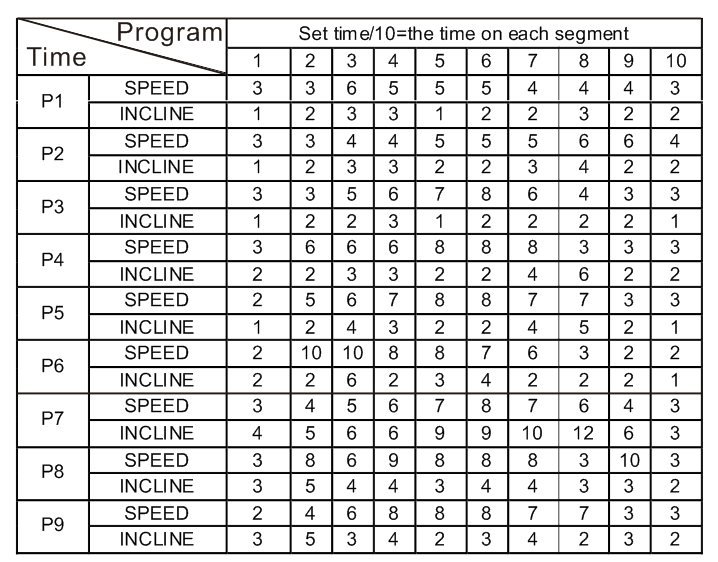 Program Set time/10=the time on each segment
Time 1 2 3 4 5 6 7 8 9 10
P1 SPEED 3 3 6 5 5 5 4 4 4 3
INCLINE 1 2 3 3 1 2 2 3 2 2
P2 SPEED 3 3 4 4 5 5 5 6 6 4
INCLINE 1 2 3 3 2 2 3 4 2 2
P3 SPEED 3 3 5 6 7 8 6 4 3 3
INCLINE 1 2 2 3 1 2 2 2 2 1
P4 SPEED 3 6 6 6 8 8 8 3 3 3
INCLINE 2 2 3 3 2 2 4 6 2 2
P5 SPEED 2 5 6 7 8 8 7 7 3 3
INCLINE 1 2 4 3 2 2 4 5 2 1
P6 SPEED 2 10 10 8 8 7 6 3 2 2
INCLINE 2 2 6 2 3 4 2 2 2 1
P7 SPEED 3 4 5 6 7 8 7 6 4 3
INCLINE 4 5 6 6 9 9 10 12 6 3
P8 SPEED 3 8 6 9 8 8 8 3 10 3
INCLINE 3 5 4 4 3 4 4 3 3 2
P9 SPEED 2 4 6 8 8 8 7 7 3 3
INCLINE 3 5 3 4 2 3 4 2 3 2